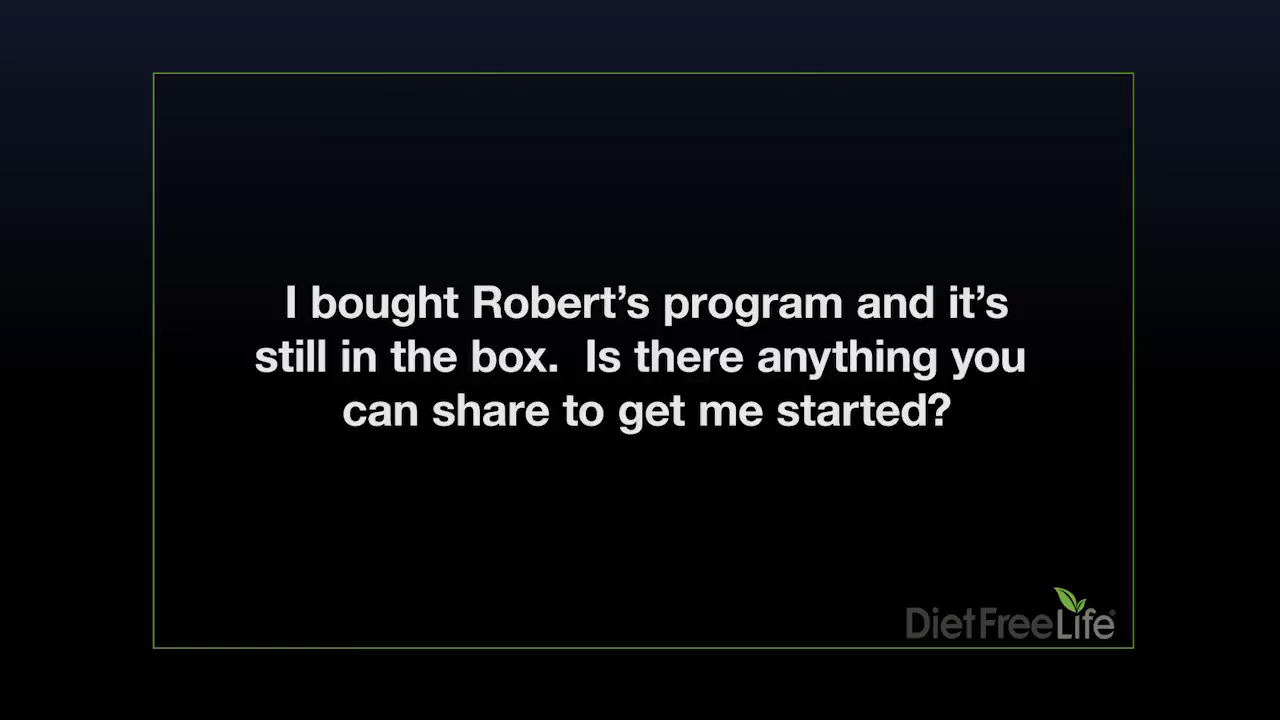 I bought Robert’s program and it’s
still in the box.  Is there anything you
can share to get me started?
DietFreeLife®